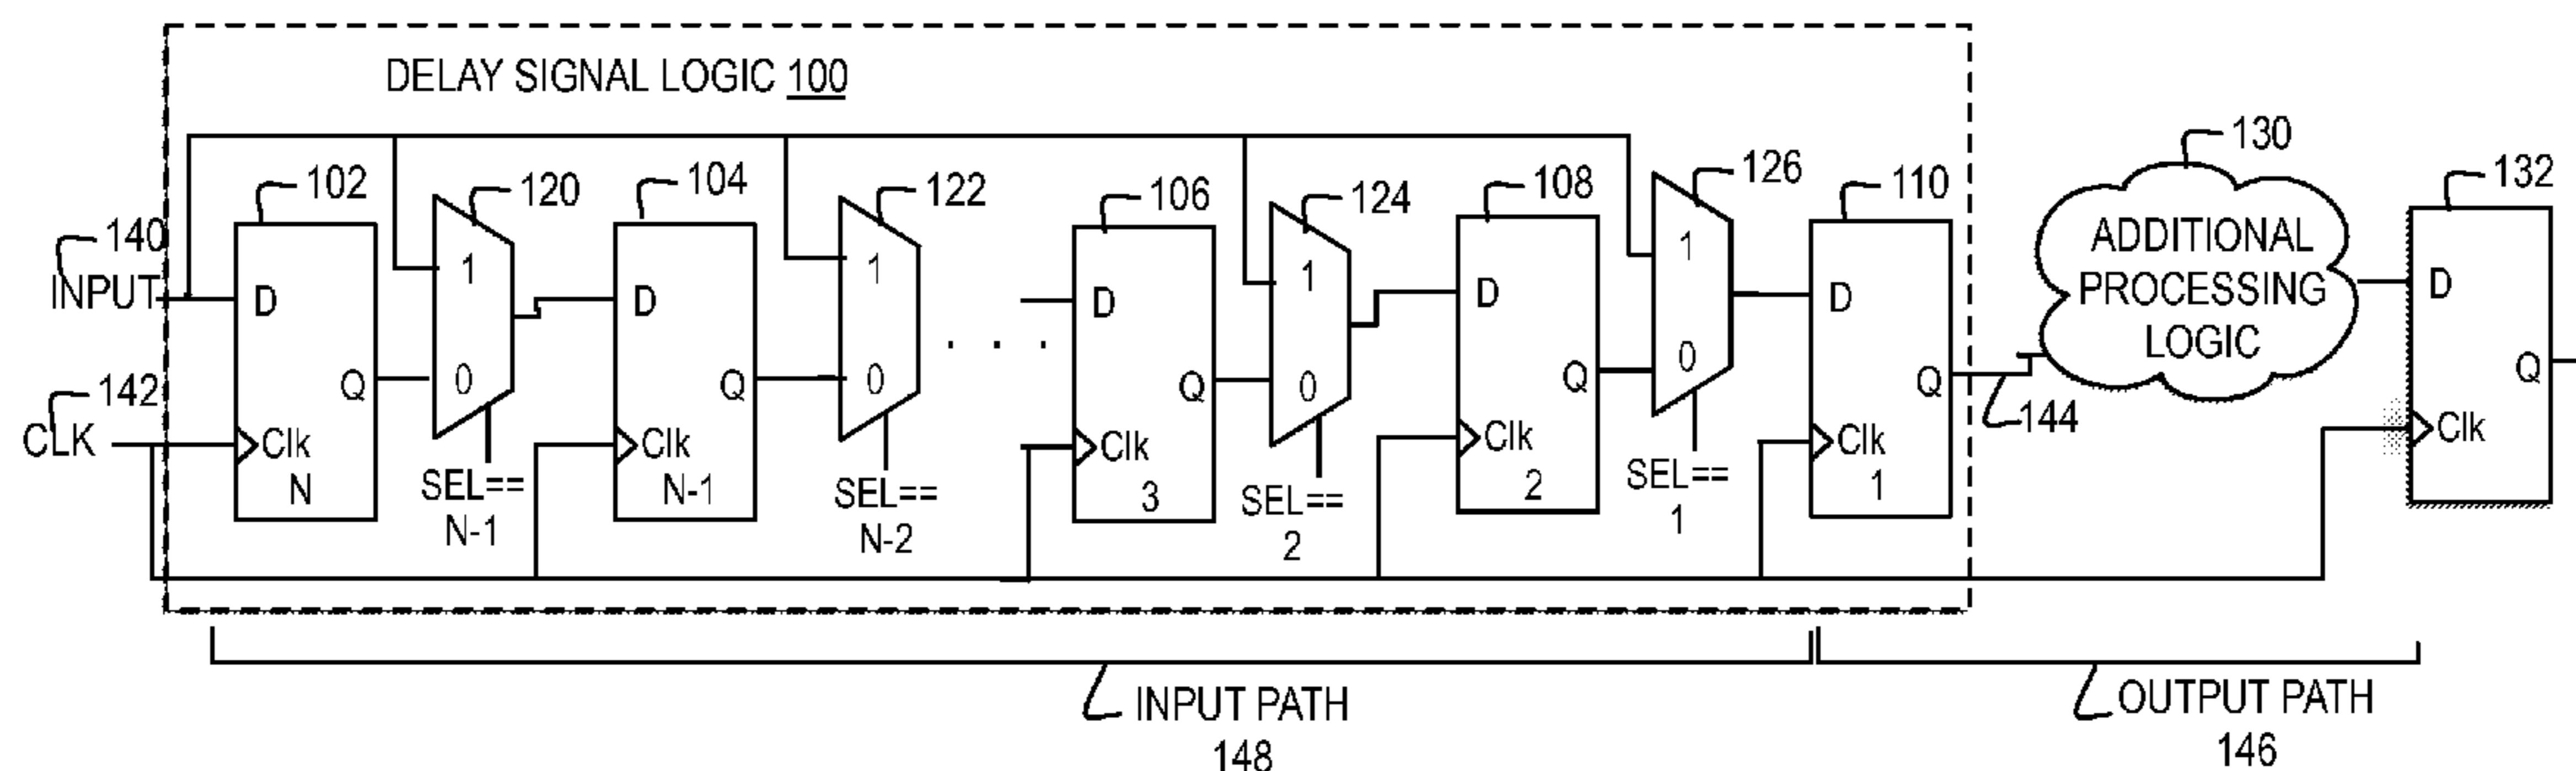 DELAY SIGNAL LOGIC 100
140
INPUT
142
CLK
102
D
Q
Clk
N
120
1
0
SEL==
N-1
104
D
Q
Clk
N-1
122
1
0
SEL==
N-2
. . .
106
D
Q
Clk
3
124
1
0
SEL==
2
108
D
Q
Clk
2
126
1
0
SEL==
1
110
D
Q
Clk
1
144
130
ADDITIONAL
PROCESSING
LOGIC
132
D
Q
Clk
INPUT PATH
148
OUTPUT PATH
146